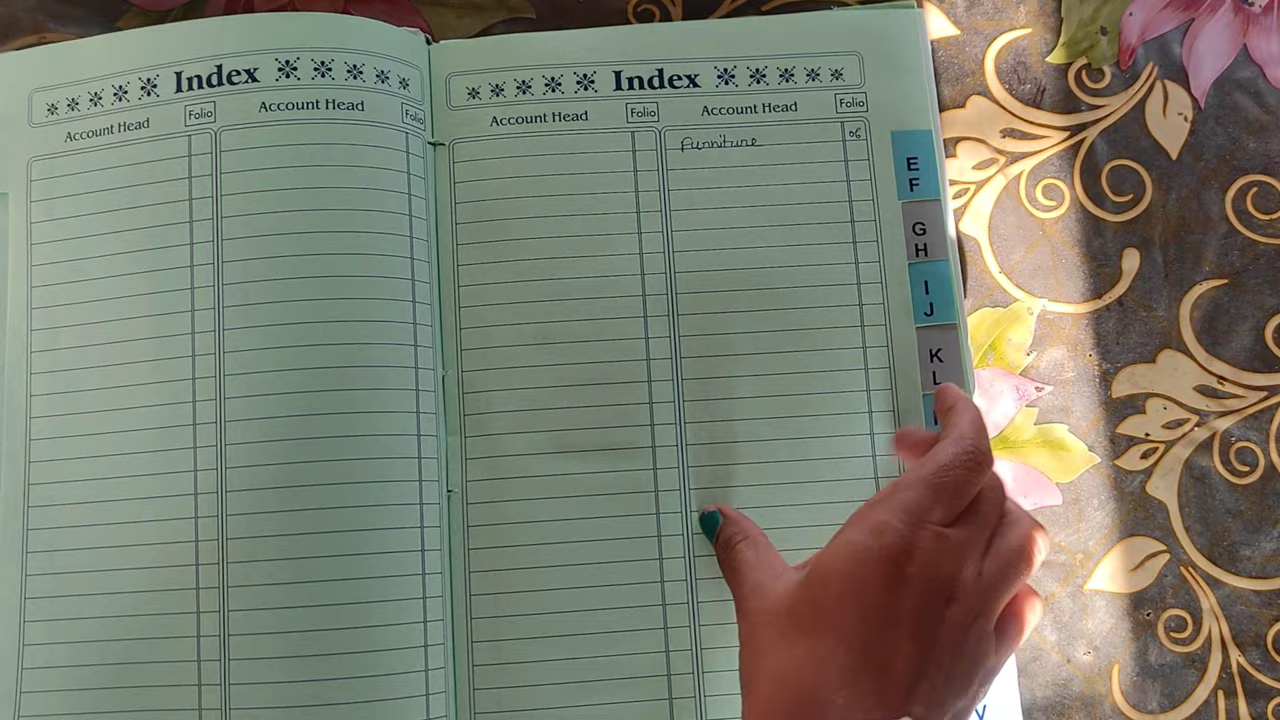 Index
Account Head Folio Account Head Folio
Index
Account Head Folio Account Head Folio
Furniture 06
E
F
G
H
I
J
K
L